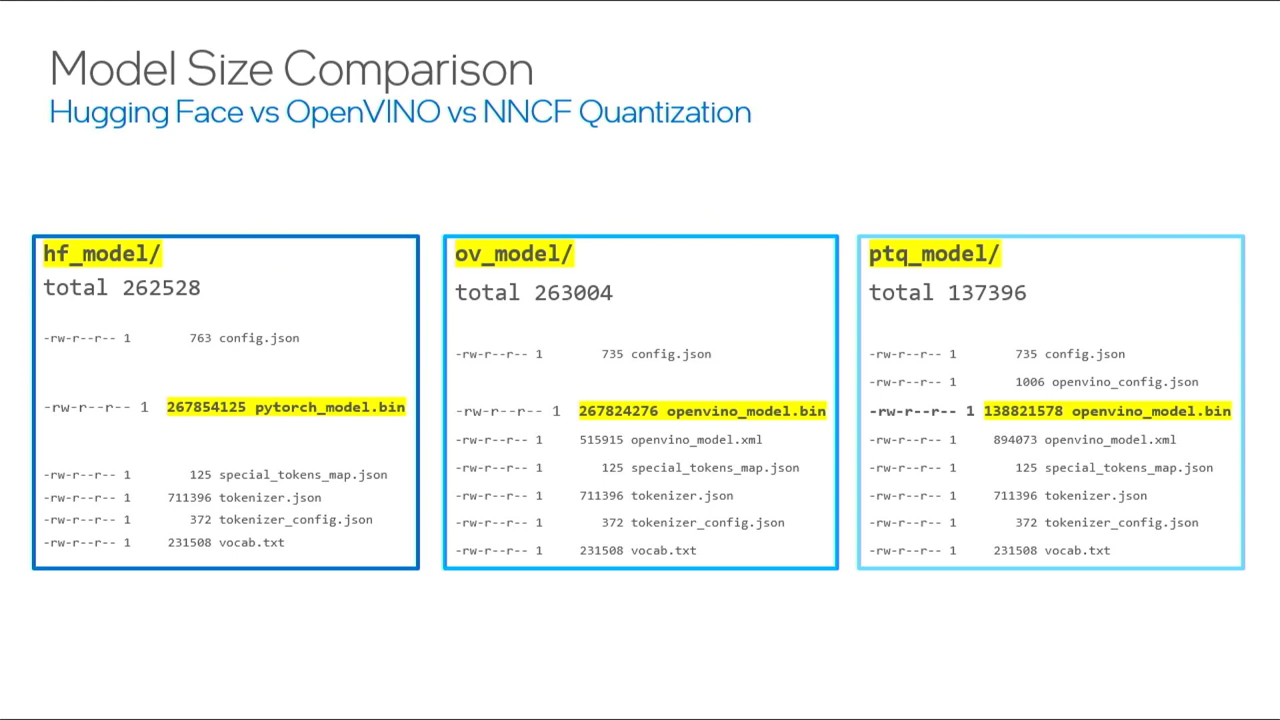 Model Size Comparison
Hugging Face vs OpenVINO vs NNCF Quantization
hf_model/
total 262528
-rw-r--r-- 1 763 config.json
-rw-r--r-- 1 267854125 pytorch_model.bin
-rw-r--r-- 1 125 special_tokens_map.json
-rw-r--r-- 1 711396 tokenizer.json
-rw-r--r-- 1 372 tokenizer_config.json
-rw-r--r-- 1 231508 vocab.txt
ov_model/
total 263004
-rw-r--r-- 1 735 config.json
-rw-r--r-- 1 267824276 openvino_model.bin
-rw-r--r-- 1 515915 openvino_model.xml
-rw-r--r-- 1 125 special_tokens_map.json
-rw-r--r-- 1 711396 tokenizer.json
-rw-r--r-- 1 372 tokenizer_config.json
-rw-r--r-- 1 231508 vocab.txt
ptq_model/
total 137396
-rw-r--r-- 1 735 config.json
-rw-r--r-- 1 1006 openvino_config.json
-rw-r--r-- 1 138821578 openvino_model.bin
-rw-r--r-- 1 894073 openvino_model.xml
-rw-r--r-- 1 125 special_tokens_map.json
-rw-r--r-- 1 711396 tokenizer.json
-rw-r--r-- 1 372 tokenizer_config.json
-rw-r--r-- 1 231508 vocab.txt